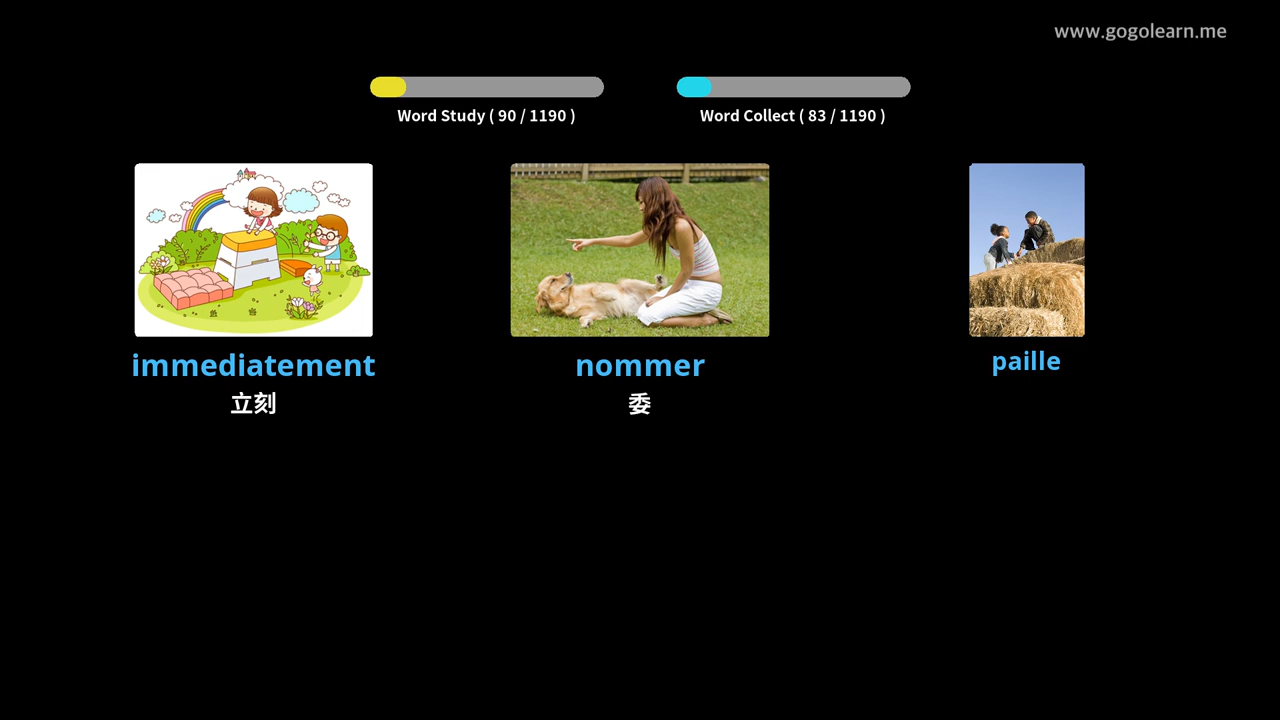 www.gogolearn.me
Word Study ( 90 / 1190 )
Word Collect ( 83 / 1190 )
immediatement
nommer
paille
立刻
委